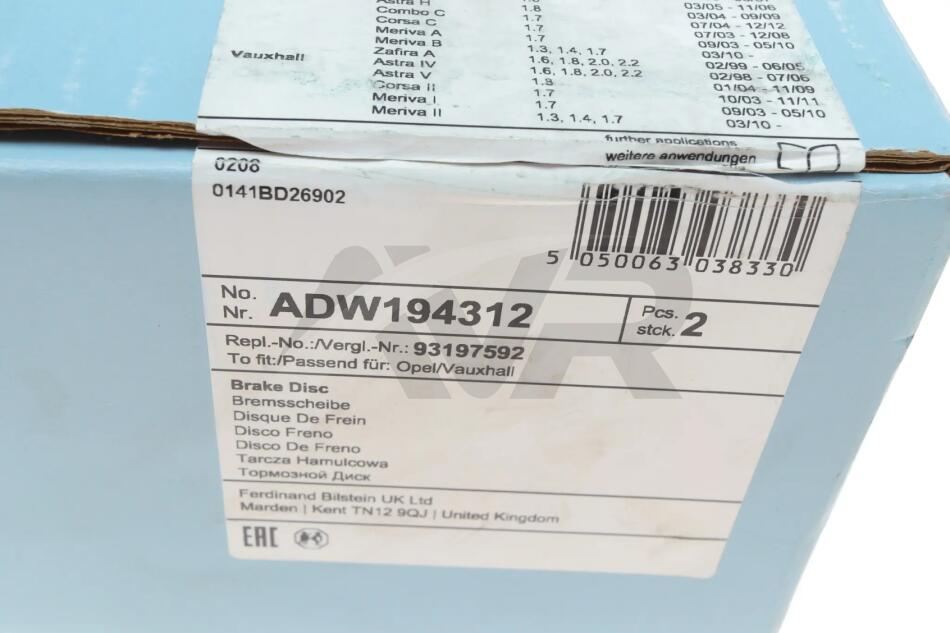 Astra H 1.8
Combo C 1.7 03/05 - 11/06
Corsa C 1.7 03/04 - 09/09
Meriva A 1.7 07/04 - 12/12
Meriva B 1.3, 1.4, 1.7 07/03 - 12/08
Zafira A 1.6, 1.8, 2.0, 2.2 09/03 - 05/10
Vauxhall Astra IV 1.6, 1.8, 2.0, 2.2 03/10 -
Astra V 1.8 02/99 - 06/05
Corsa II 1.7 02/98 - 07/06
Meriva I 1.7 01/04 - 11/09
Meriva II 1.3, 1.4, 1.7 10/03 - 11/11
09/03 - 05/10
03/10 -
further applications
weitere anwendungen
0206
0141BD26902
5 050063 038330
No.
Nr. ADW194312
Pcs.
stck. 2
Repl.-No.:/Vergl.-Nr.: 93197592
To fit:/Passend für: Opel/Vauxhall
Brake Disc
Bremsscheibe
Disque De Frein
Disco Freno
Disco De Freno
Tarcza Hamulcowa
Тормозной Диск
Ferdinand Bilstein UK Ltd
Marden | Kent TN12 9QJ | United Kingdom
EAC
AVR